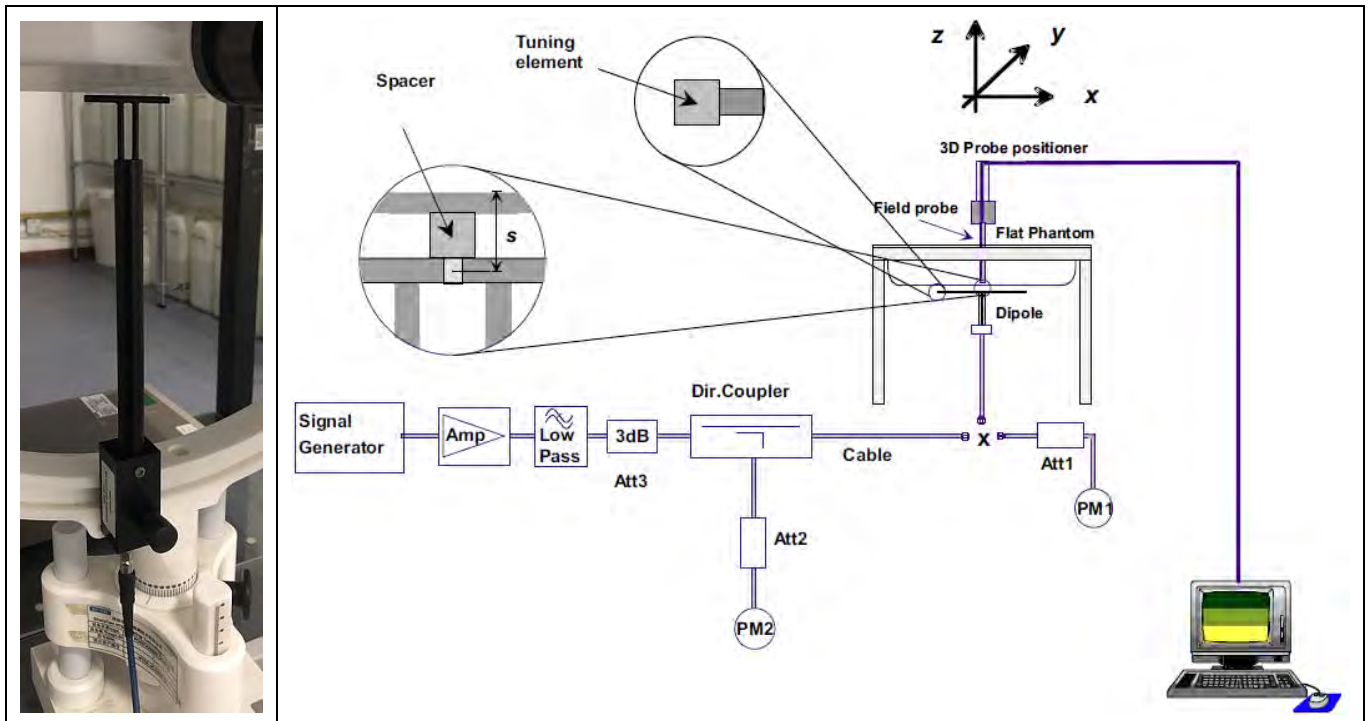 Tuning
element
Spacer
s
z
y
x
3D Probe positioner
Field probe
Flat Phantom
Dipole
Dir.Coupler
Signal
Generator
Amp
Low
Pass
3dB
Att3
Cable
x
Att1
PM1
Att2
PM2